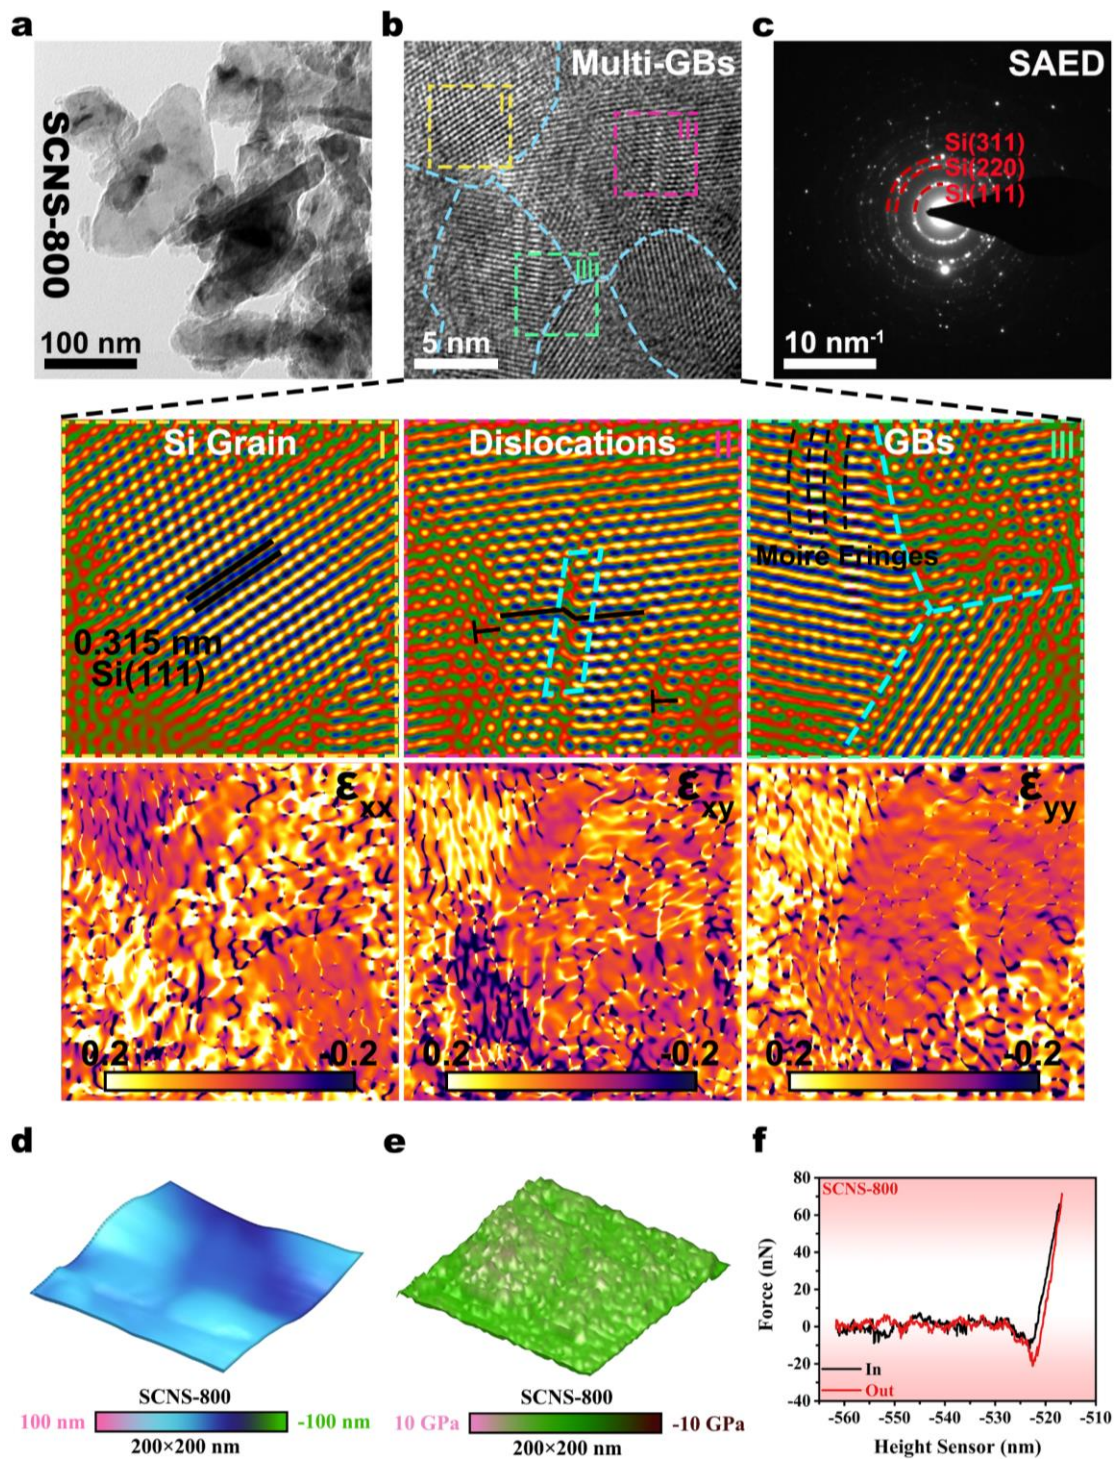 a
b
c
SCNS-800
100 nm
Multi-GBs
I
II
III
5 nm
SAED
Si(311)
Si(220)
Si(111)
10 nm-1
Si Grain
I
0.315 nm
Si(111)
Dislocations
II
GBs
III
Moiré Fringes
εxx
0.2
-0.2
εxy
0.2
-0.2
εyy
0.2
-0.2
d
e
f
SCNS-800
100 nm
-100 nm
200×200 nm
SCNS-800
10 GPa
-10 GPa
200×200 nm
SCNS-800
80
60
40
20
0
-20
-40
Force (nN)
In
Out
-560
-550
-540
-530
-520
-510
Height Sensor (nm)